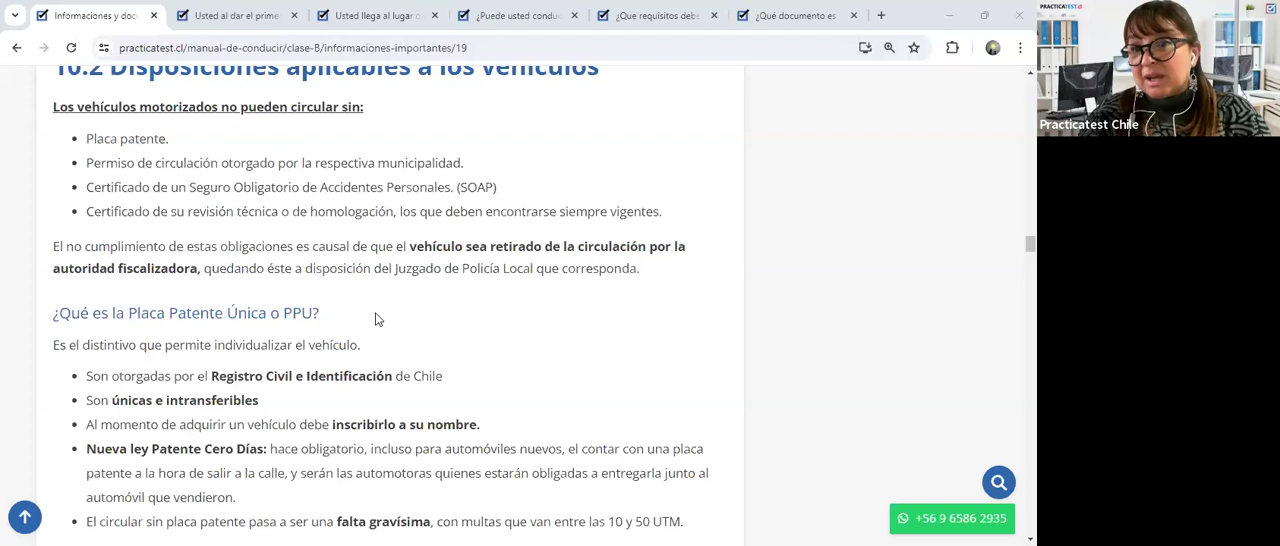 Informaciones y docu
Usted al dar el primer
Usted llega al lugar o
¿Puede usted conduc
¿Que requisitos debe
¿Qué documento es
practicatest.cl/manual-de-conducir/clase-B/informaciones-importantes/19
PRACTICATEST.CL
Practicatest Chile
10.2 Disposiciones aplicables a los vehículos
Los vehículos motorizados no pueden circular sin:
• Placa patente.
• Permiso de circulación otorgado por la respectiva municipalidad.
• Certificado de un Seguro Obligatorio de Accidentes Personales. (SOAP)
• Certificado de su revisión técnica o de homologación, los que deben encontrarse siempre vigentes.
El no cumplimiento de estas obligaciones es causal de que el vehículo sea retirado de la circulación por la
autoridad fiscalizadora, quedando éste a disposición del Juzgado de Policía Local que corresponda.
¿Qué es la Placa Patente Única o PPU?
Es el distintivo que permite individualizar el vehículo.
• Son otorgadas por el Registro Civil e Identificación de Chile
• Son únicas e intransferibles
• Al momento de adquirir un vehículo debe inscribirlo a su nombre.
• Nueva ley Patente Cero Días: hace obligatorio, incluso para automóviles nuevos, el contar con una placa
patente a la hora de salir a la calle, y serán las automotoras quienes estarán obligadas a entregarla junto al
automóvil que vendieron.
• El circular sin placa patente pasa a ser una falta gravísima, con multas que van entre las 10 y 50 UTM.
+56 9 6586 2935